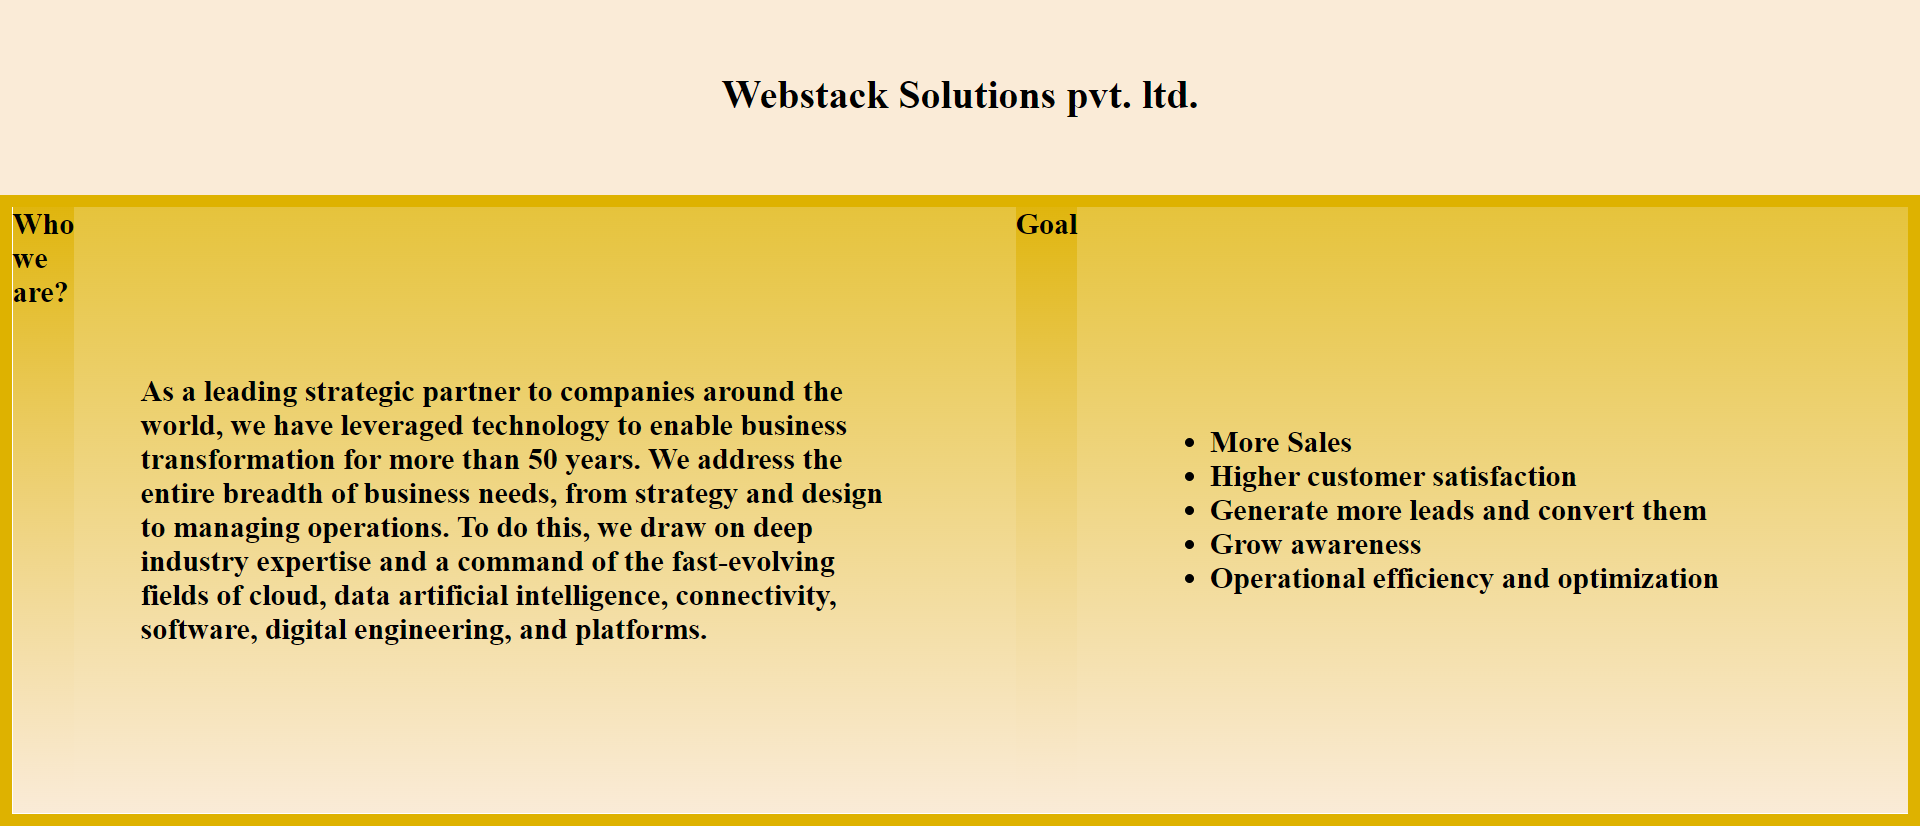 Webstack Solutions pvt. ltd.
Who
we
are?
As a leading strategic partner to companies around the
world, we have leveraged technology to enable business
transformation for more than 50 years. We address the
entire breadth of business needs, from strategy and design
to managing operations. To do this, we draw on deep
industry expertise and a command of the fast-evolving
fields of cloud, data artificial intelligence, connectivity,
software, digital engineering, and platforms.
Goal
• More Sales
• Higher customer satisfaction
• Generate more leads and convert them
• Grow awareness
• Operational efficiency and optimization